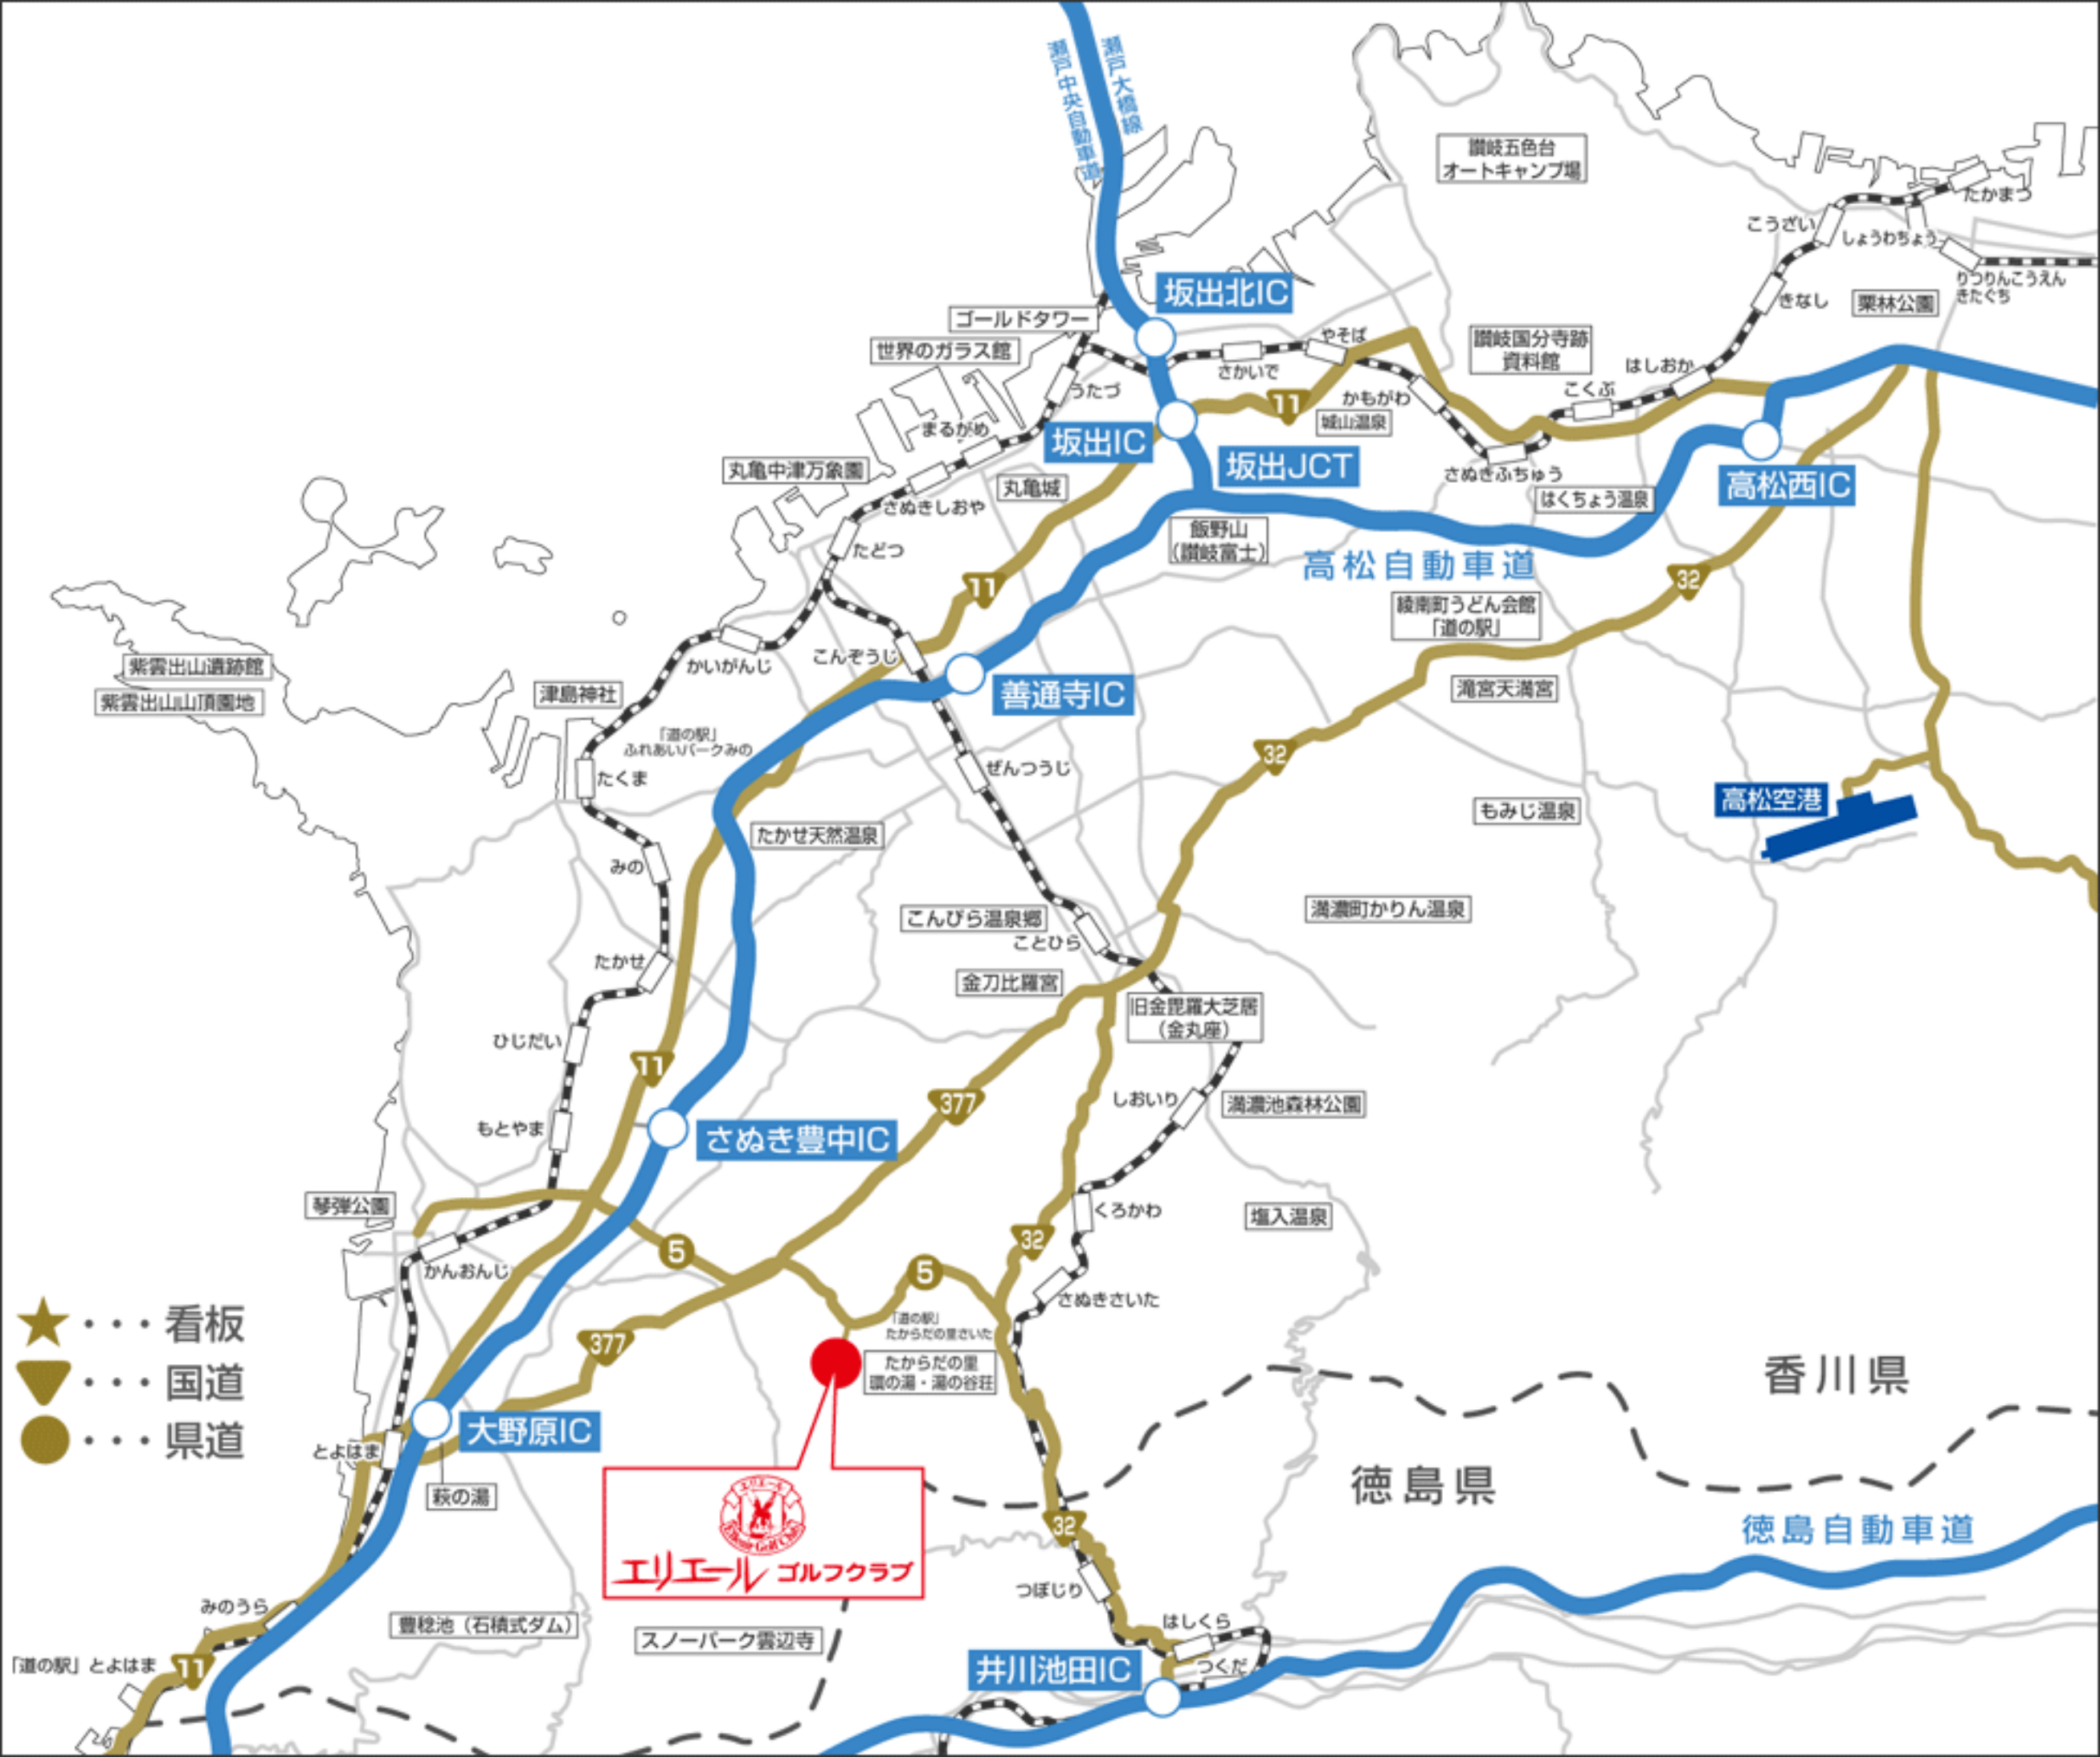 瀬戸中央自動車道
瀬戸大橋線
讃岐五色台
オートキャンプ場
たかまつ
こうざい
しょうわちょう
りつりんこうえん
きたぐち
きなし
栗林公園
坂出北IC
ゴールドタワー
世界のガラス館
やそば
讃岐国分寺跡
資料館
はしおか
さかいで
こくぶ
うたづ
かもがわ
11
城山温泉
まるがめ
坂出IC
坂出JCT
丸亀中津万象園
丸亀城
さぬきふちゅう
高松西IC
はくちょう温泉
さぬきしおや
飯野山
(讃岐富士)
たどつ
高松自動車道
11
32
綾南町うどん会館
「道の駅」
こんぞうじ
かいがんじ
紫雲出山遺跡館
紫雲出山山頂園地
津島神社
善通寺IC
滝宮天満宮
「道の駅」
ふれあいパークみの
32
ぜんつうじ
たくま
高松空港
もみじ温泉
たかせ天然温泉
みの
こんぴら温泉郷
満濃町かりん温泉
ことひら
たかせ
金刀比羅宮
旧金毘羅大芝居
(金丸座)
ひじだい
11
377
しおいり
満濃池森林公園
もとやま
さぬき豊中IC
琴弾公園
くろかわ
塩入温泉
32
5
5
かんおんじ
さぬきさいた
「道の駅」
たからだの里さいた
★・・・看板
▼・・・国道
●・・・県道
377
たからだの里
環の湯・湯の谷荘
香川県
大野原IC
とよはま
徳島県
萩の湯
エリエール
Elleair Golf Club
エリエール ゴルフクラブ
32
徳島自動車道
つぼじり
みのうら
豊稔池(石積式ダム)
スノーパーク雲辺寺
はしくら
「道の駅」とよはま
11
井川池田IC
つくだ